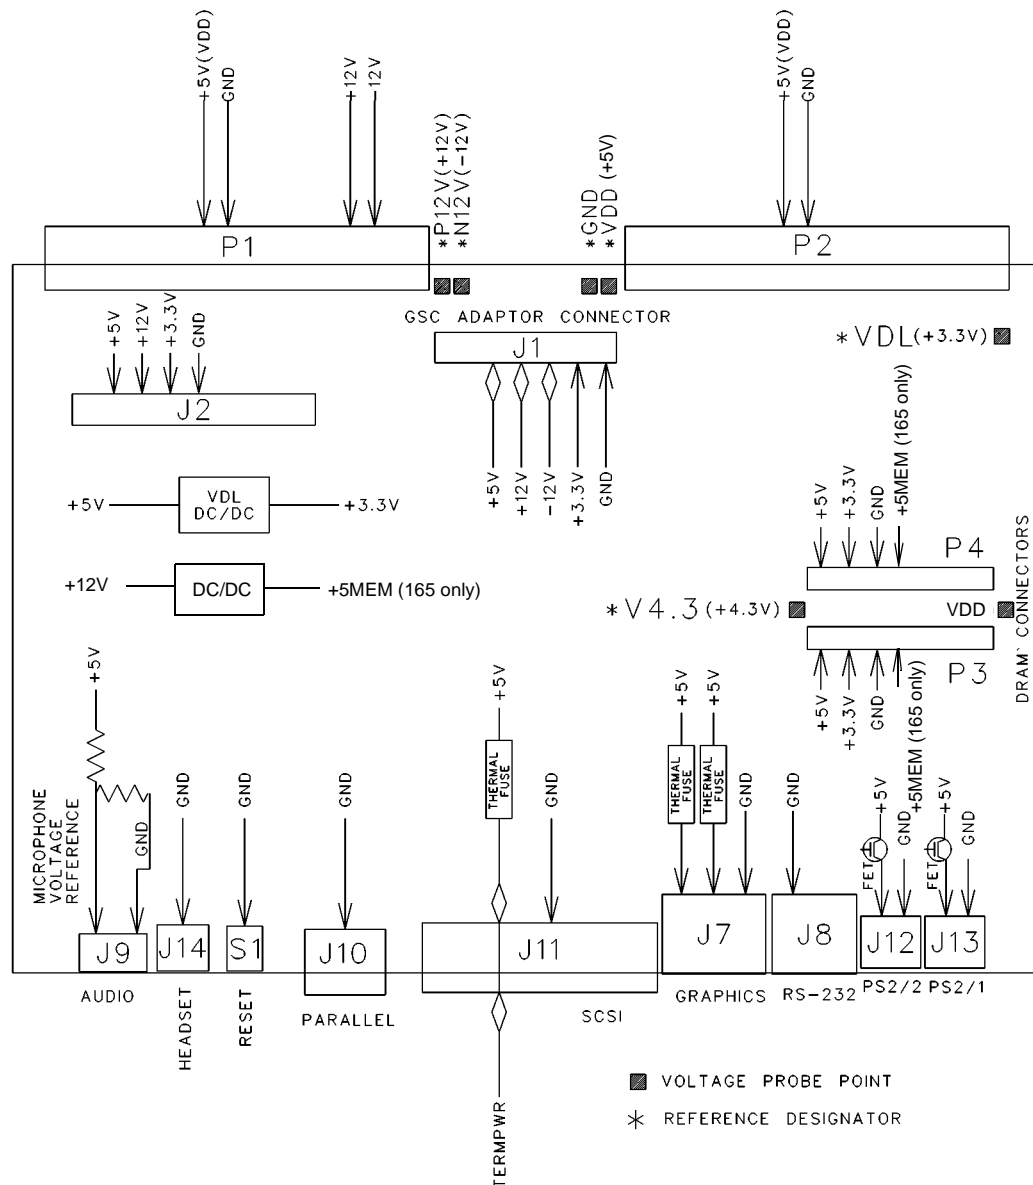 +5V(VDD)
GND
+12V
-12V
*P12V(+12V)
*N12V(-12V)
*GND
*VDD (+5V)
+5V(VDD)
GND
P1
P2
GSC ADAPTOR CONNECTOR
J1
*VDL(+3.3V)
+5V
+12V
+3.3V
GND
J2
+5V
+12V
-12V
+3.3V
GND
+5V
VDL
DC/DC
+3.3V
+12V
DC/DC
+5MEM (165 only)
+5V
+3.3V
GND
+5MEM (165 only)
P4
*V4.3 (+4.3V)
VDD
P3
+5V
+3.3V
GND
+5MEM (165 only)
DRAM` CONNECTORS
+5V
MICROPHONE
VOLTAGE
REFERENCE
GND
GND
GND
GND
+5V
THERMAL
FUSE
GND
+5V
+5V
THERMAL
FUSE
THERMAL
FUSE
GND
GND
+5V
GND
FET
+5V
GND
FET
J9
J14
S1
J10
J11
J7
J8
J12
J13
AUDIO
HEADSET
RESET
PARALLEL
SCSI
GRAPHICS
RS-232
PS2/2
PS2/1
TERMPWR
VOLTAGE PROBE POINT
* REFERENCE DESIGNATOR